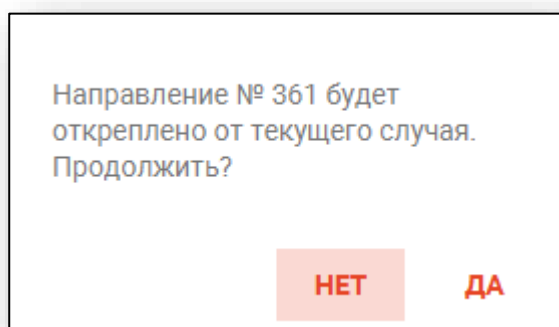 Направление № 361 будет
откреплено от текущего случая.
Продолжить?
НЕТ ДА